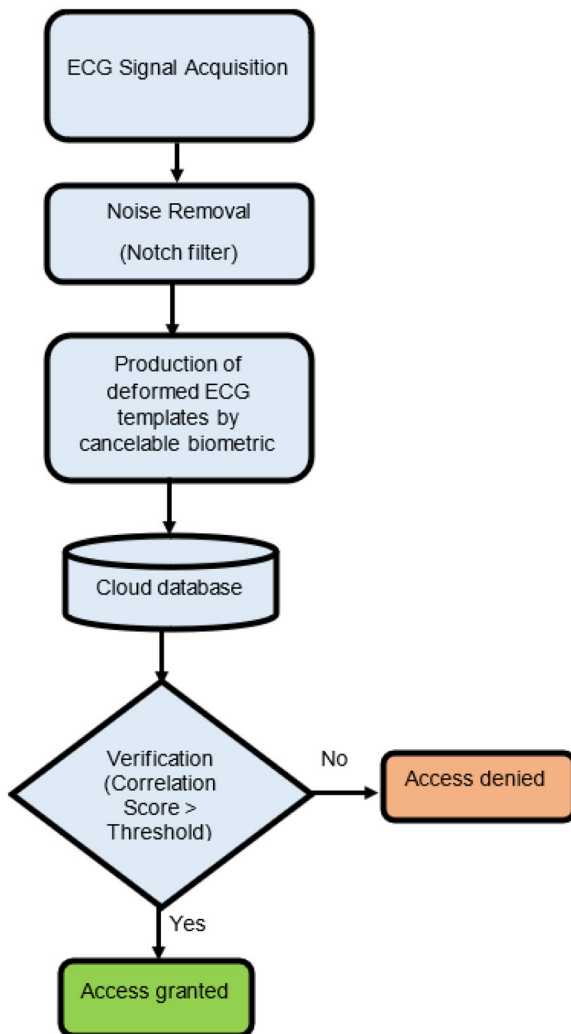 ECG Signal Acquisition
Noise Removal
(Notch filter)
Production of
deformed ECG
templates by
cancelable biometric
Cloud database
Verification
(Correlation
Score >
Threshold)
No
Access denied
Yes
Access granted